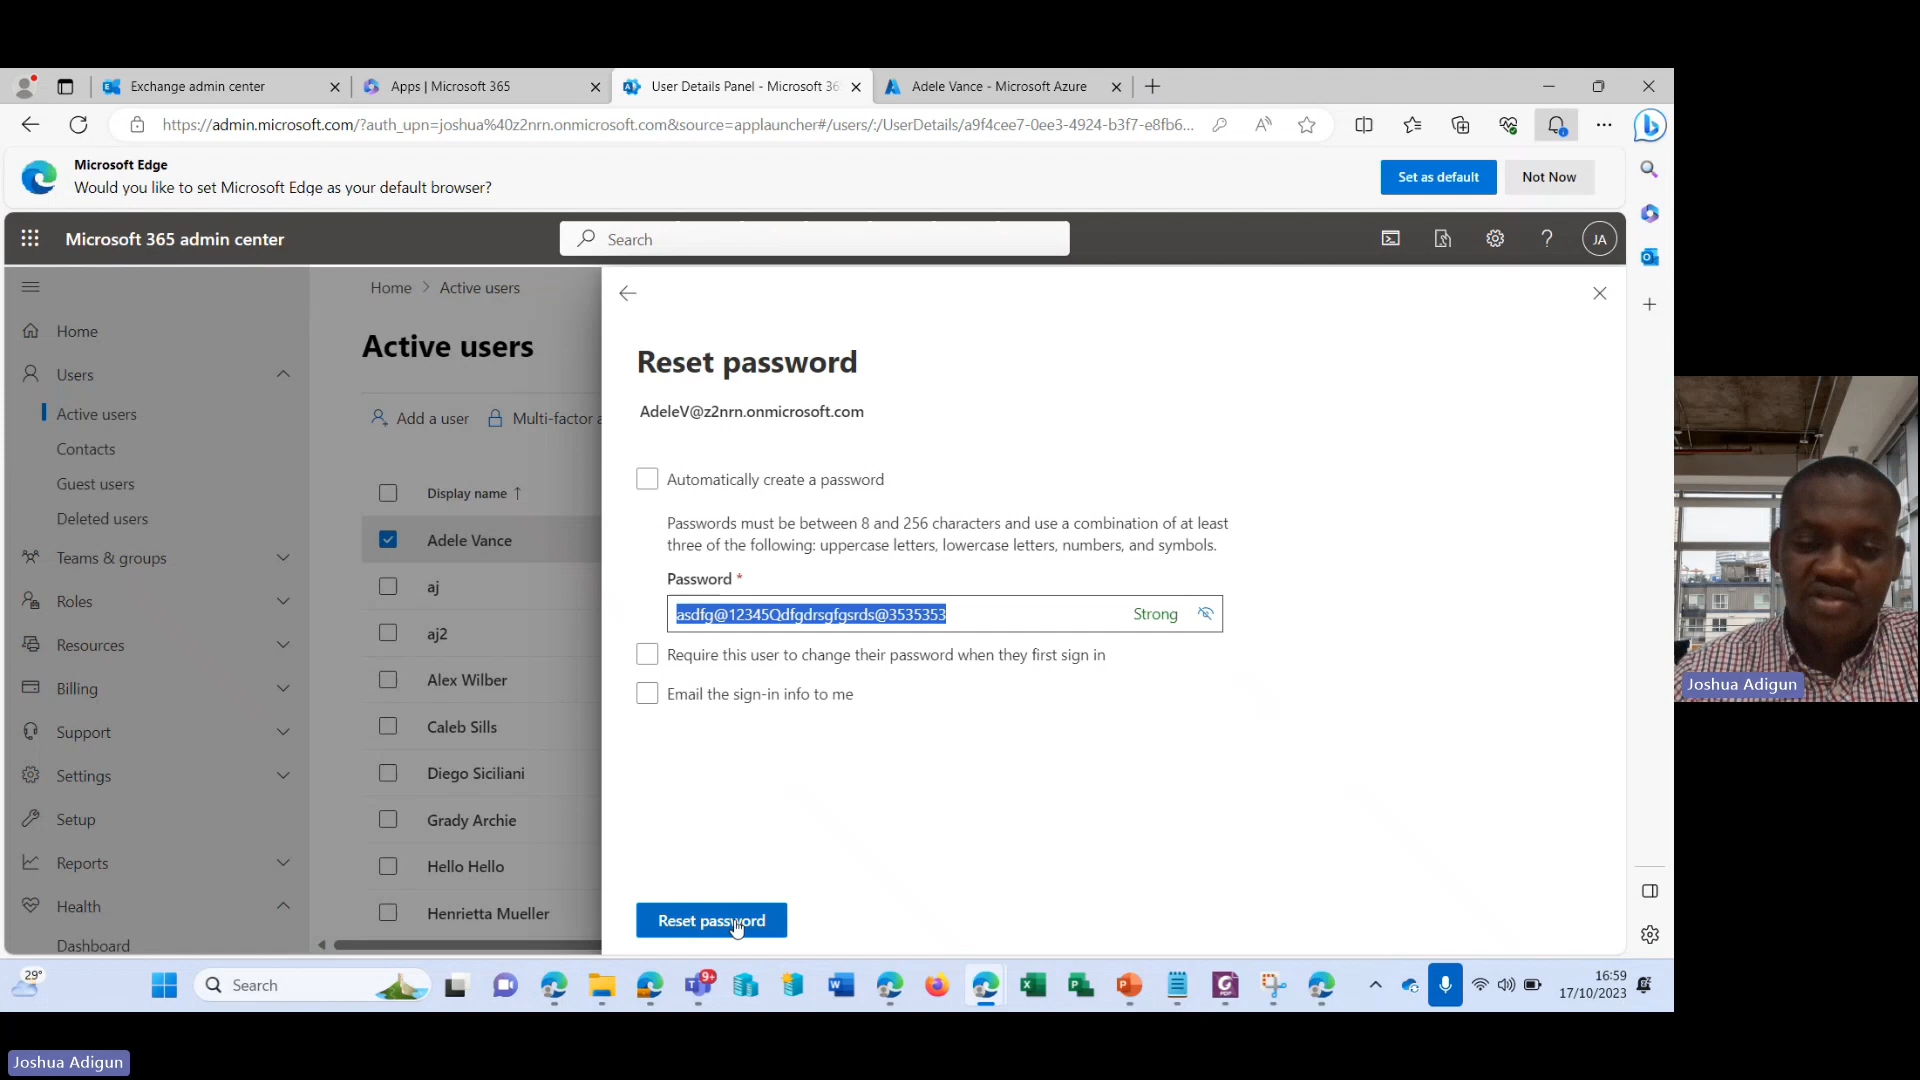 Exchange admin center
Apps | Microsoft 365
User Details Panel - Microsoft 36
Adele Vance - Microsoft Azure
https://admin.microsoft.com/?auth_upn=joshua%40z2nrn.onmicrosoft.com&source=applauncher#/users/:/UserDetails/a9f4cee7-0ee3-4924-b3f7-e8fb6...
Microsoft Edge
Would you like to set Microsoft Edge as your default browser?
Set as default
Not Now
Microsoft 365 admin center
Search
JA
Home
Users
Active users
Contacts
Guest users
Deleted users
Teams & groups
Roles
Resources
Billing
Support
Settings
Setup
Reports
Health
Dashboard
Home > Active users
Active users
Add a user
Multi-factor a
Display name ↑
Adele Vance
aj
aj2
Alex Wilber
Caleb Sills
Diego Siciliani
Grady Archie
Hello Hello
Henrietta Mueller
Reset password
AdeleV@z2nrn.onmicrosoft.com
Automatically create a password
Passwords must be between 8 and 256 characters and use a combination of at least
three of the following: uppercase letters, lowercase letters, numbers, and symbols.
Password *
asdfg@12345Qdfgdrsgfgsrds@3535353
Strong
Require this user to change their password when they first sign in
Email the sign-in info to me
Reset password
Joshua Adigun
29°
Search
9+
16:59
17/10/2023
Joshua Adigun